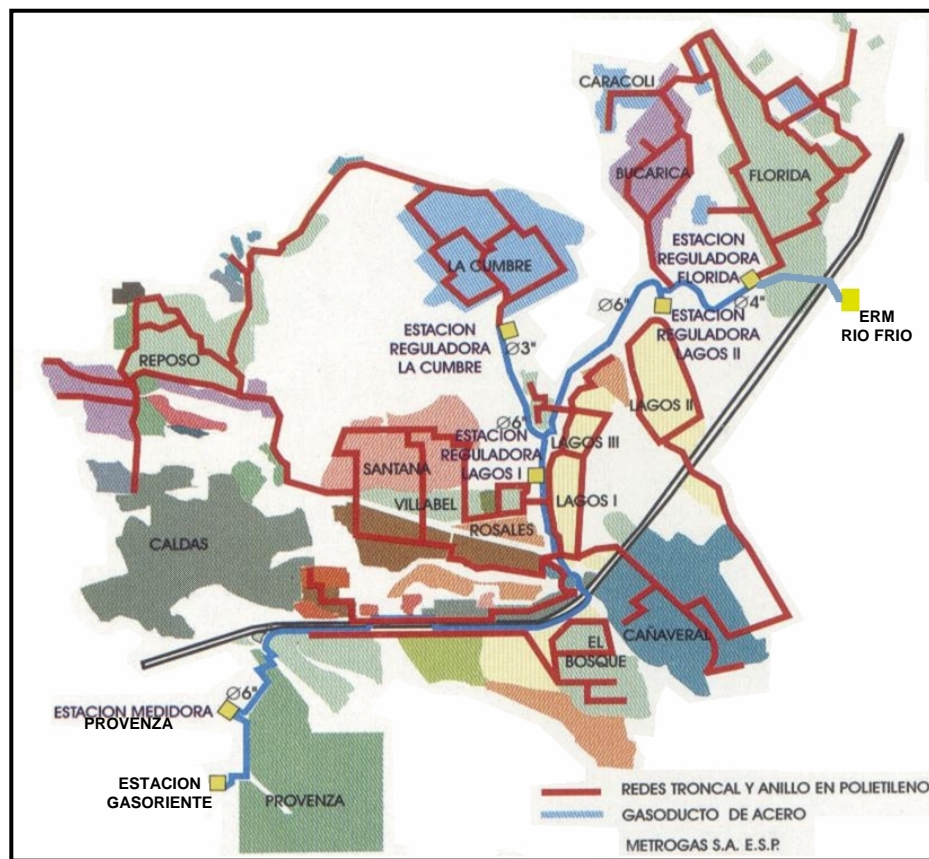 CARACOLI
BUCARICA
FLORIDA
ESTACION
REGULADORA
FLORIDA
LA CUMBRE
Ø6"
Ø4"
ERM
RIO FRIO
ESTACION
REGULADORA
LAGOS II
ESTACION
REGULADORA
LA CUMBRE
Ø3"
REPOSO
LAGOS II
Ø6"
ESTACION
REGULADORA
LAGOS I
LAGOS III
SANTANA
VILLABEL
LAGOS I
ROSALES
CALDAS
CAÑAVERAL
EL
BOSQUE
Ø6"
ESTACION MEDIDORA
PROVENZA
ESTACION
GASORIENTE
PROVENZA
REDES TRONCAL Y ANILLO EN POLIETILENO
GASODUCTO DE ACERO
METROGAS S.A. E.S.P.